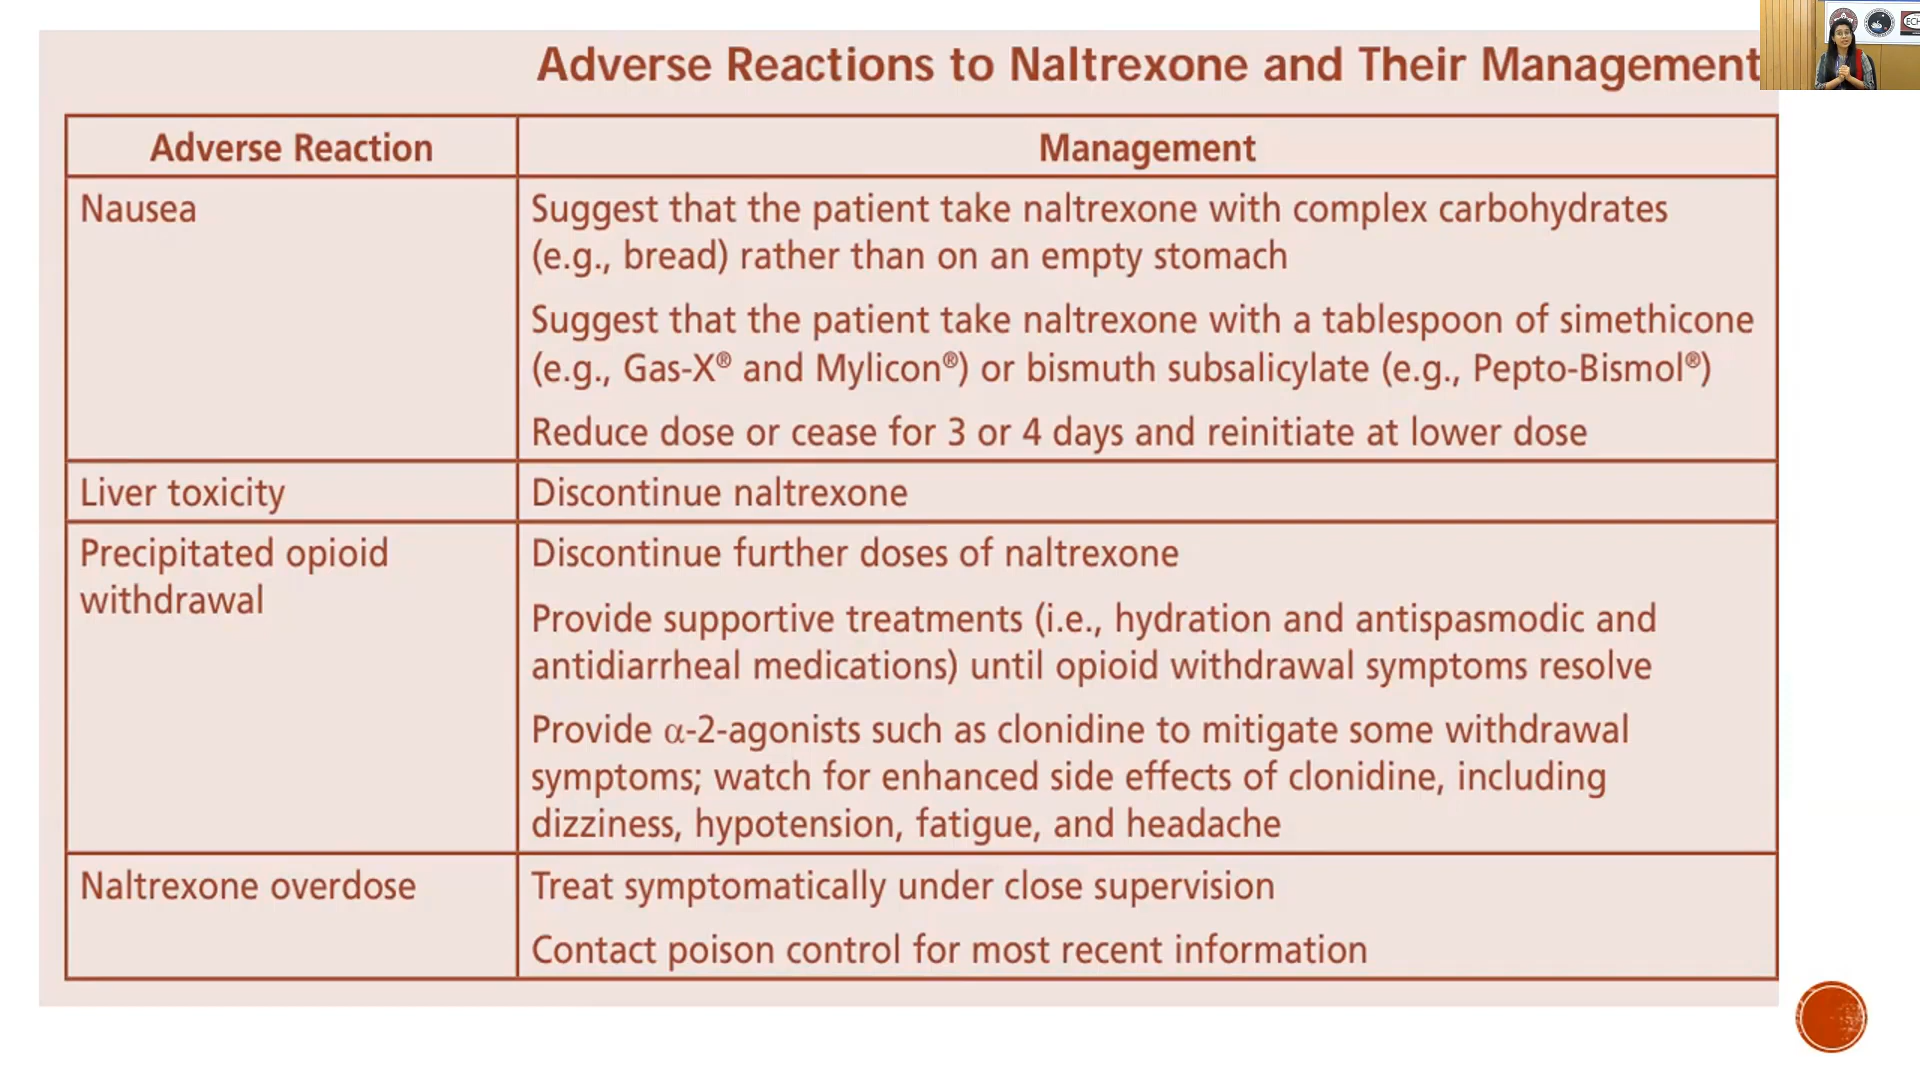 ECH
Adverse Reactions to Naltrexone and Their Management
Adverse Reaction
Management
Nausea
Suggest that the patient take naltrexone with complex carbohydrates
(e.g., bread) rather than on an empty stomach
Suggest that the patient take naltrexone with a tablespoon of simethicone
(e.g., Gas-X® and Mylicon®) or bismuth subsalicylate (e.g., Pepto-Bismol®)
Reduce dose or cease for 3 or 4 days and reinitiate at lower dose
Liver toxicity
Discontinue naltrexone
Precipitated opioid
withdrawal
Discontinue further doses of naltrexone
Provide supportive treatments (i.e., hydration and antispasmodic and
antidiarrheal medications) until opioid withdrawal symptoms resolve
Provide α-2-agonists such as clonidine to mitigate some withdrawal
symptoms; watch for enhanced side effects of clonidine, including
dizziness, hypotension, fatigue, and headache
Naltrexone overdose
Treat symptomatically under close supervision
Contact poison control for most recent information